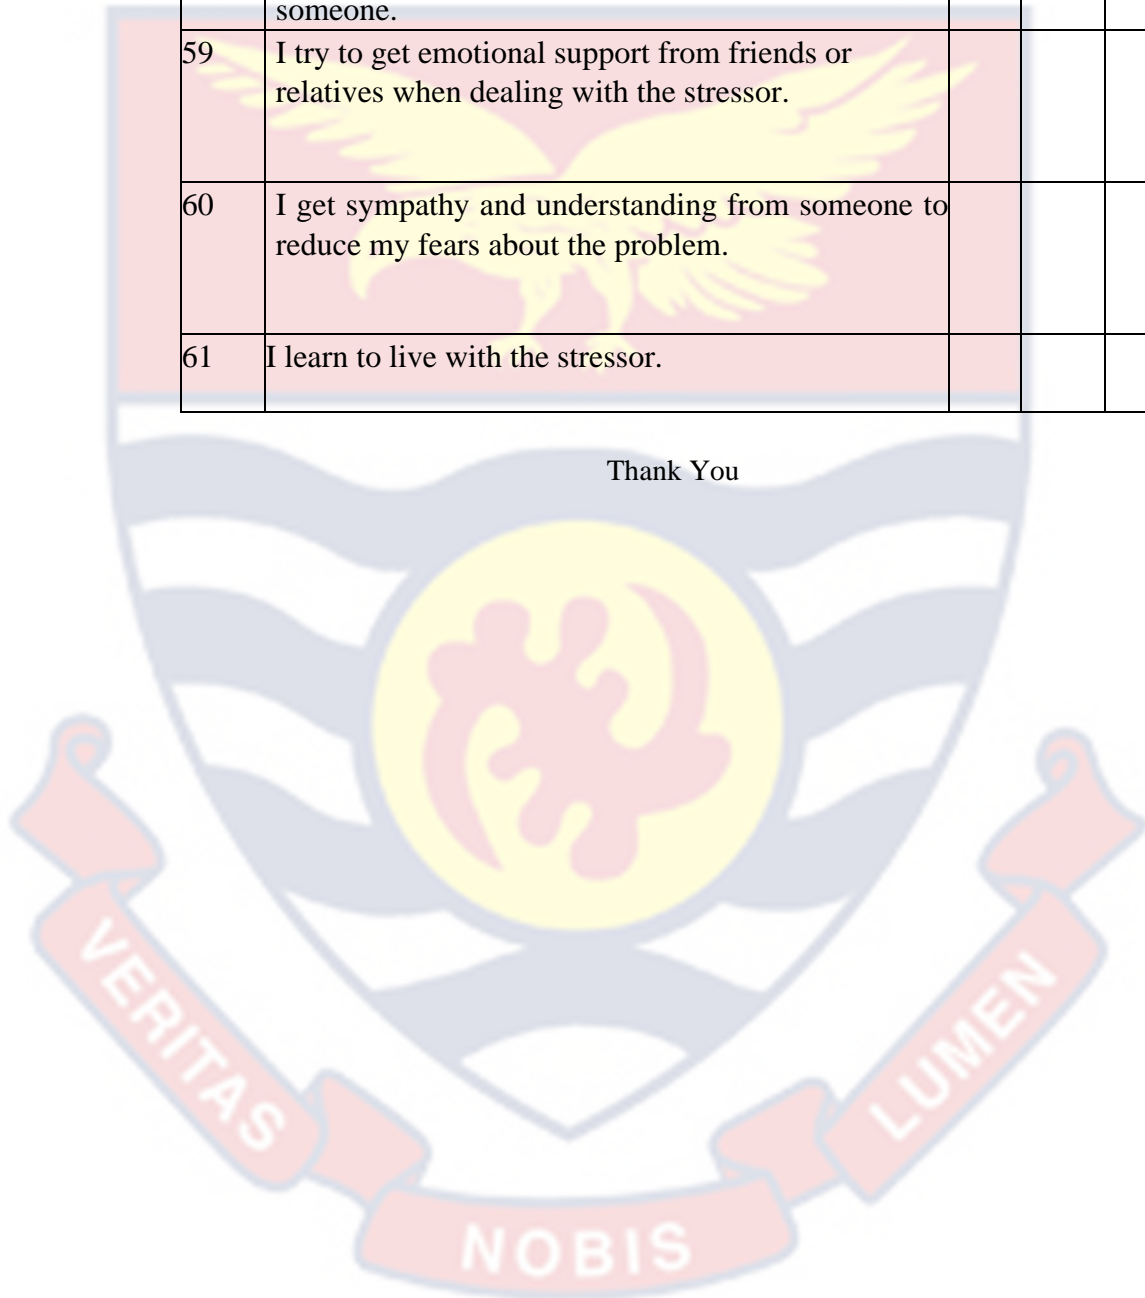 someone.
59 I try to get emotional support from friends or
relatives when dealing with the stressor.
60 I get sympathy and understanding from someone to
reduce my fears about the problem.
61 I learn to live with the stressor.
Thank You
VERITAS
NOBIS
LUMEN